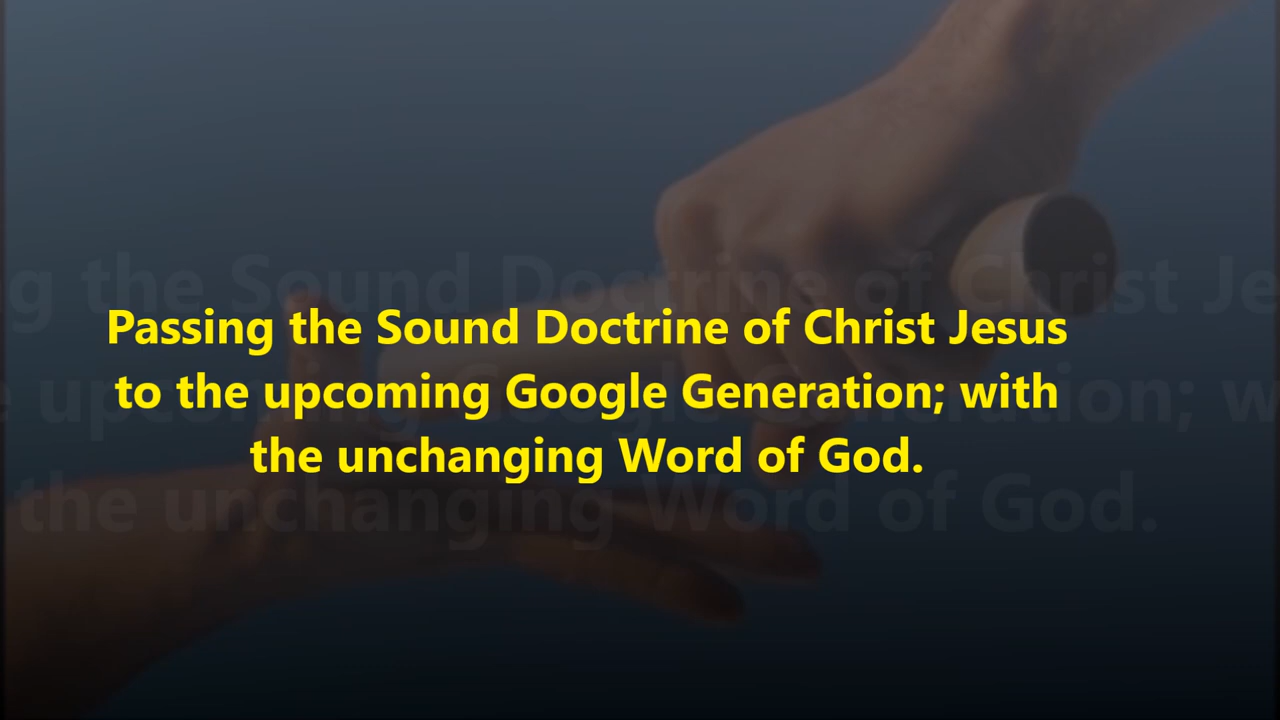 Passing the Sound Doctrine of Christ Jesus
to the upcoming Google Generation; with
the unchanging Word of God.